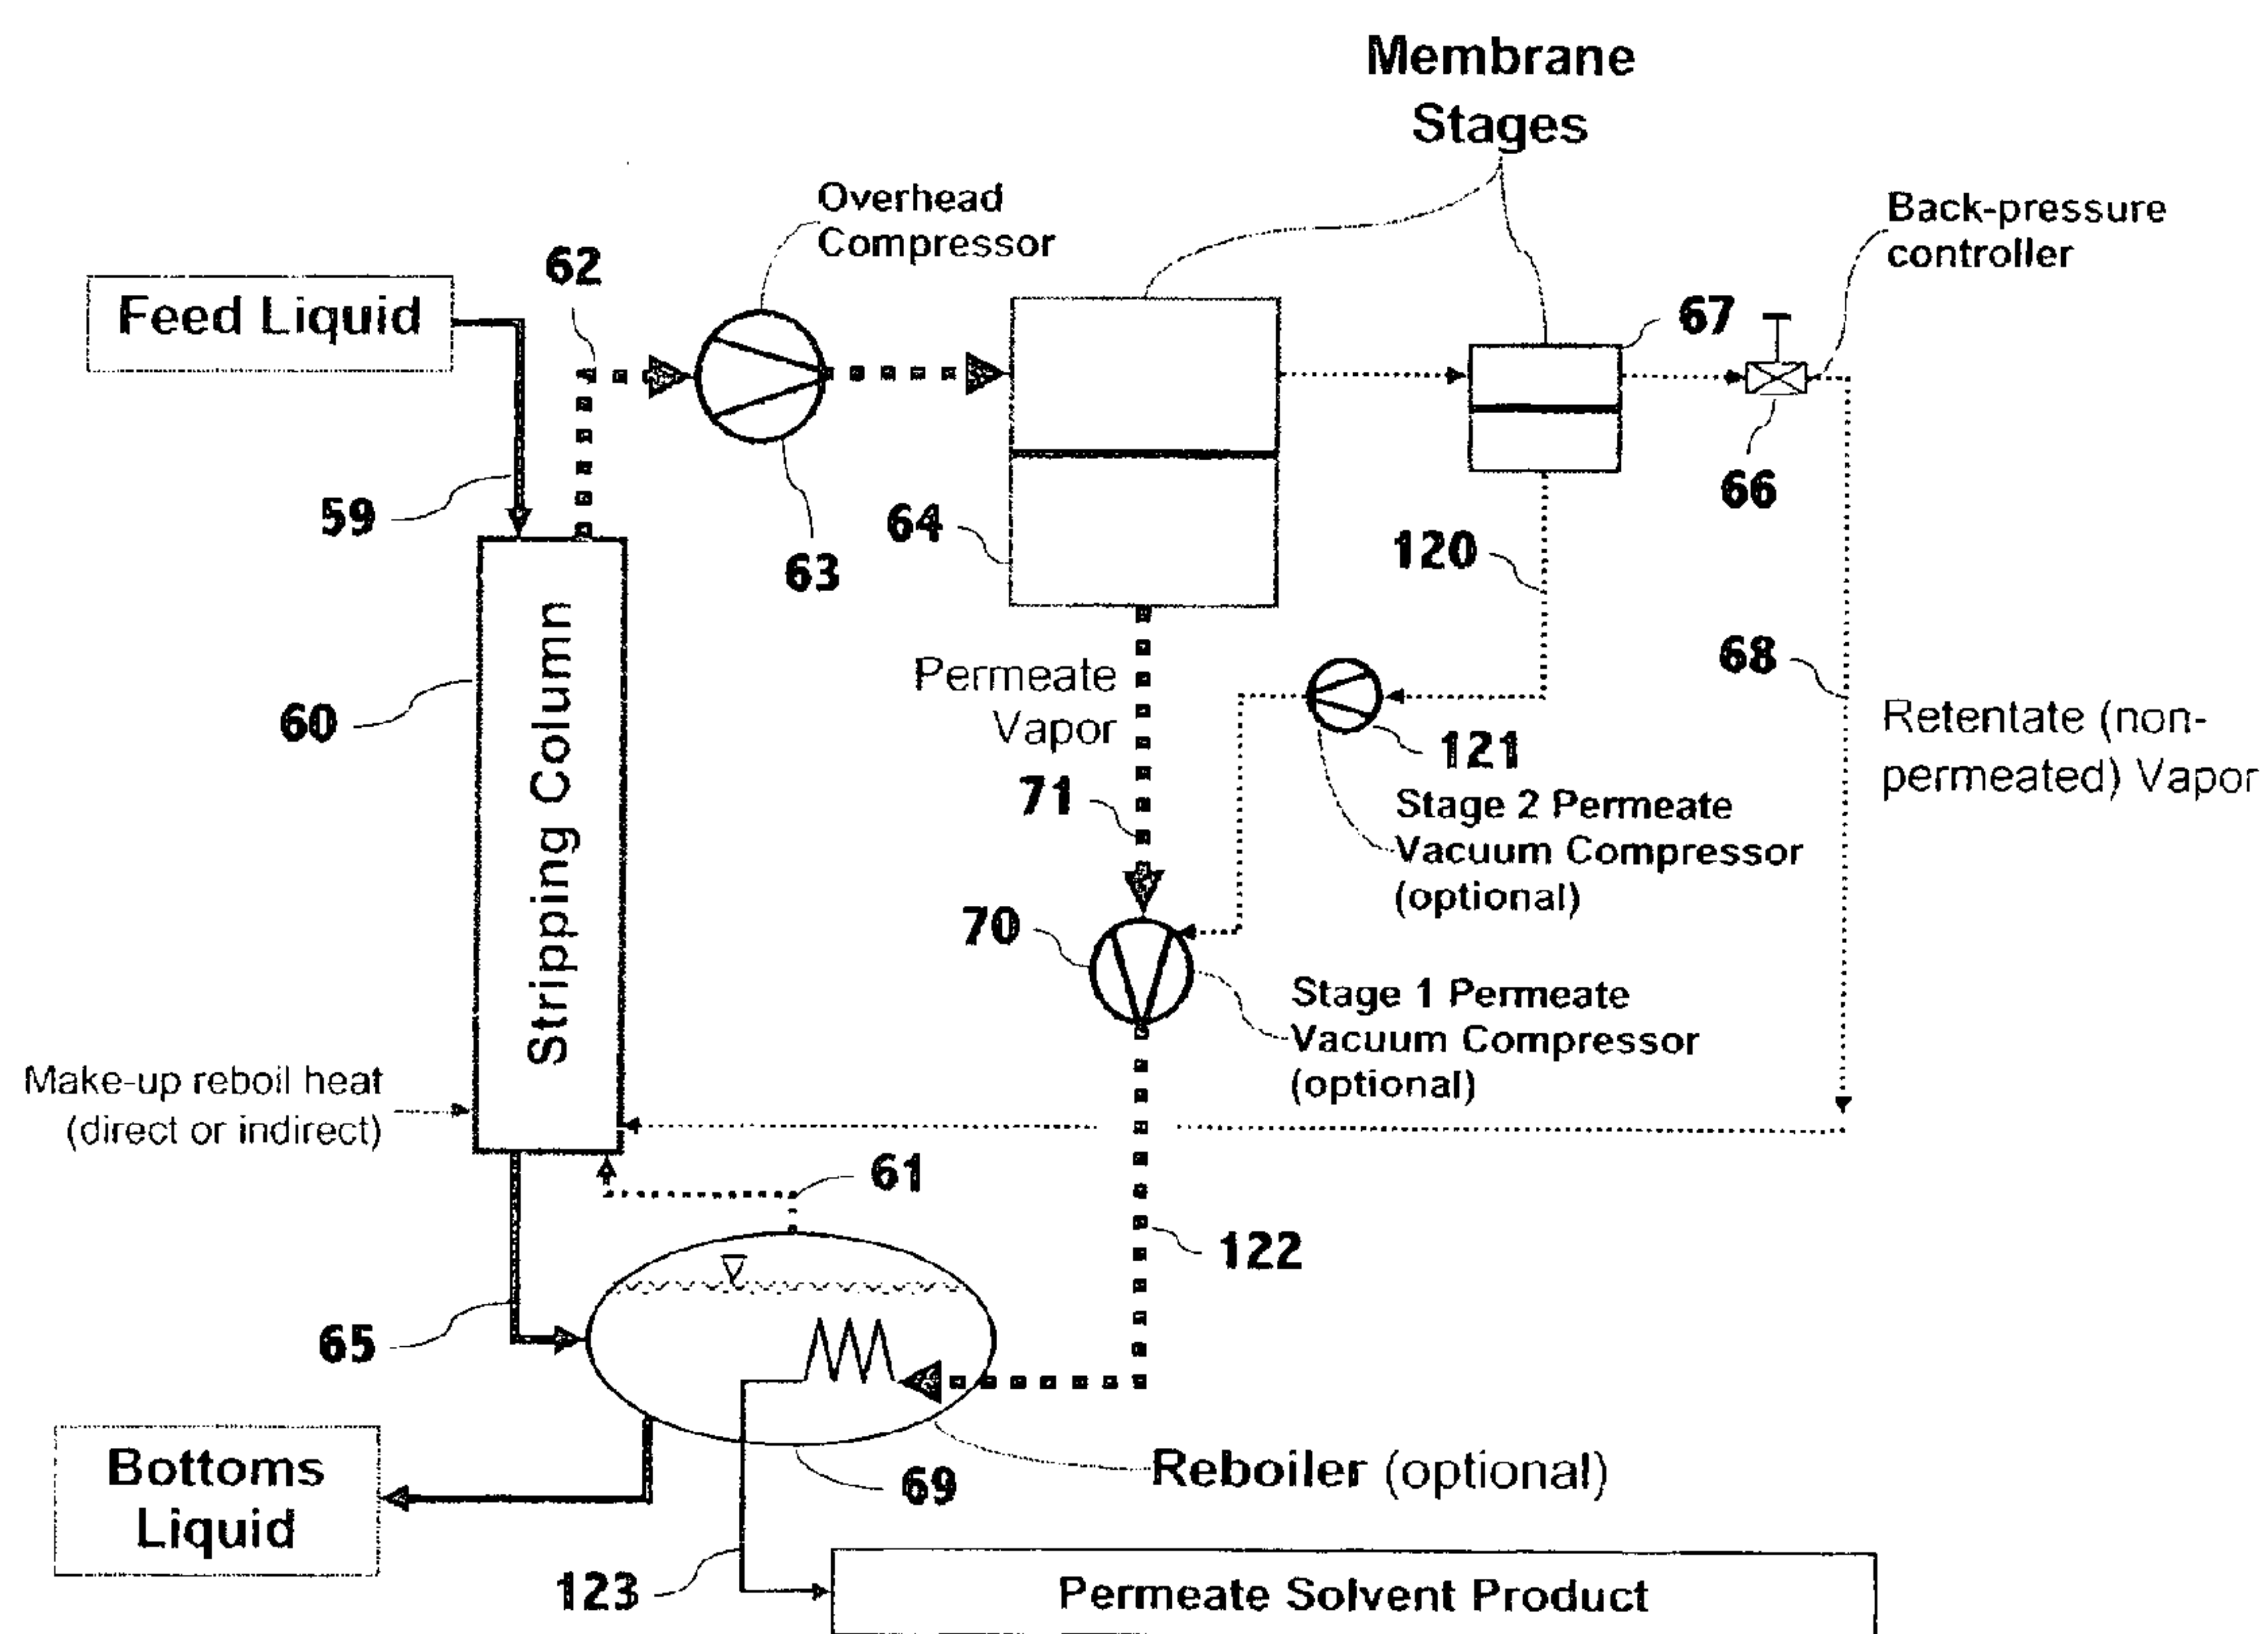 Membrane
Stages
Overhead
Compressor
Back-pressure
controller
62
Feed Liquid
67
59
64
63
66
120
60
Stripping Column
Permeate
Vapor
68
Retentate (non-
permeated) Vapor
121
71
Stage 2 Permeate
Vacuum Compressor
(optional)
70
Stage 1 Permeate
Vacuum Compressor
(optional)
Make-up reboil heat
(direct or indirect)
61
122
65
Reboiler (optional)
69
Bottoms
Liquid
123
Permeate Solvent Product